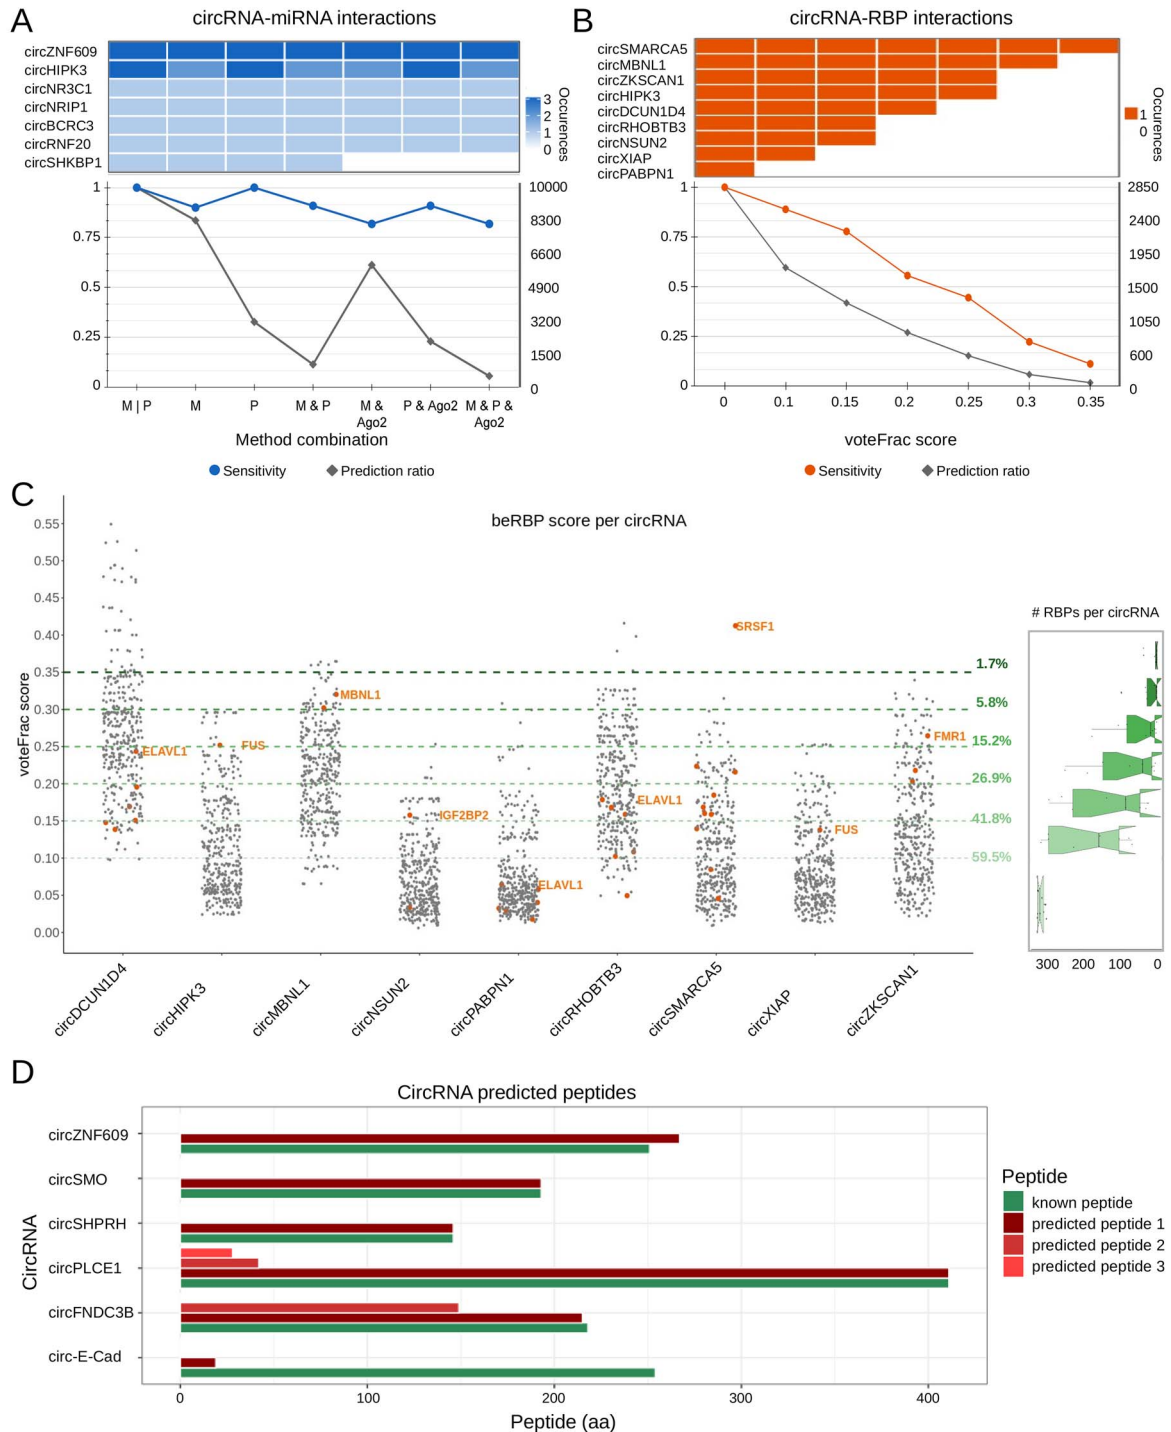 A
circRNA-miRNA interactions
circZNF609
circHIPK3
circNR3C1
circNRIP1
circBCRC3
circRNF20
circSHKBP1
3
2
1
0
Occurences
1
0.75
0.5
0.25
0
10000
8300
6600
4900
3200
1500
0
M | P
M
P
M & P
M &
Ago2
P & Ago2
M & P &
Ago2
Method combination
Sensitivity
Prediction ratio
B
circRNA-RBP interactions
circSMARCA5
circMBNL1
circZKSCAN1
circHIPK3
circDCUN1D4
circRHOBTB3
circNSUN2
circXIAP
circPABPN1
1
0
Occurences
1
0.75
0.5
0.25
0
2850
2400
1950
1500
1050
600
0
0
0.1
0.15
0.2
0.25
0.3
0.35
voteFrac score
Sensitivity
Prediction ratio
C
beRBP score per circRNA
voteFrac score
0.55
0.50
0.45
0.40
0.35
0.30
0.25
0.20
0.15
0.10
0.05
0.00
SRSF1
MBNL1
FMR1
ELAVL1
FUS
ELAVL1
IGF2BP2
FUS
ELAVL1
1.7%
5.8%
15.2%
26.9%
41.8%
59.5%
circDCUN1D4
circHIPK3
circMBNL1
circNSUN2
circPABPN1
circRHOBTB3
circSMARCA5
circXIAP
circZKSCAN1
# RBPs per circRNA
300
200
100
0
D
CircRNA predicted peptides
CircRNA
circZNF609
circSMO
circSHPRH
circPLCE1
circFNDC3B
circ-E-Cad
0
100
200
300
400
Peptide (aa)
Peptide
known peptide
predicted peptide 1
predicted peptide 2
predicted peptide 3